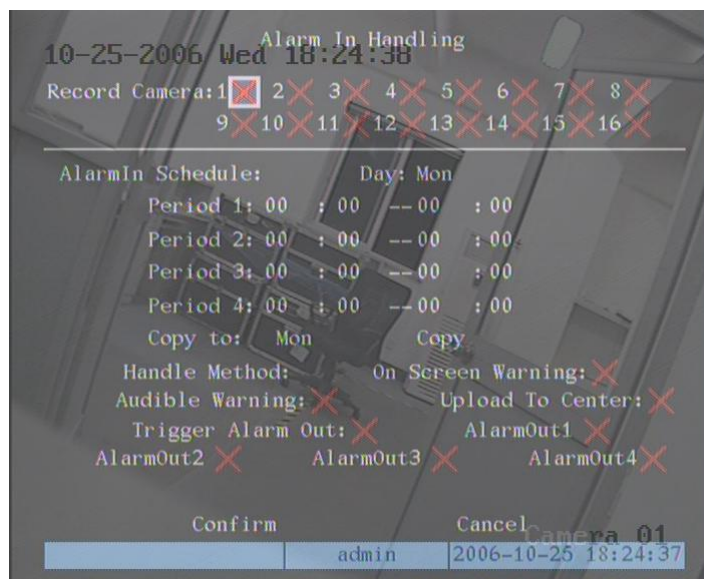 Alarm In Handling
10-25-2006 Wed 18:24:38
Record Camera:1 2 3 4 5 6 7 8
9 10 11 12 13 14 15 16
AlarmIn Schedule: Day: Mon
Period 1: 00 : 00 --00 : 00
Period 2: 00 : 00 --00 : 00
Period 3: 00 : 00 --00 : 00
Period 4: 00 : 00 --00 : 00
Copy to: Mon Copy
Handle Method: On Screen Warning:
Audible Warning: Upload To Center:
Trigger Alarm Out: AlarmOut1
AlarmOut2 AlarmOut3 AlarmOut4
Confirm Cancel
Camera 01
admin 2006-10-25 18:24:37